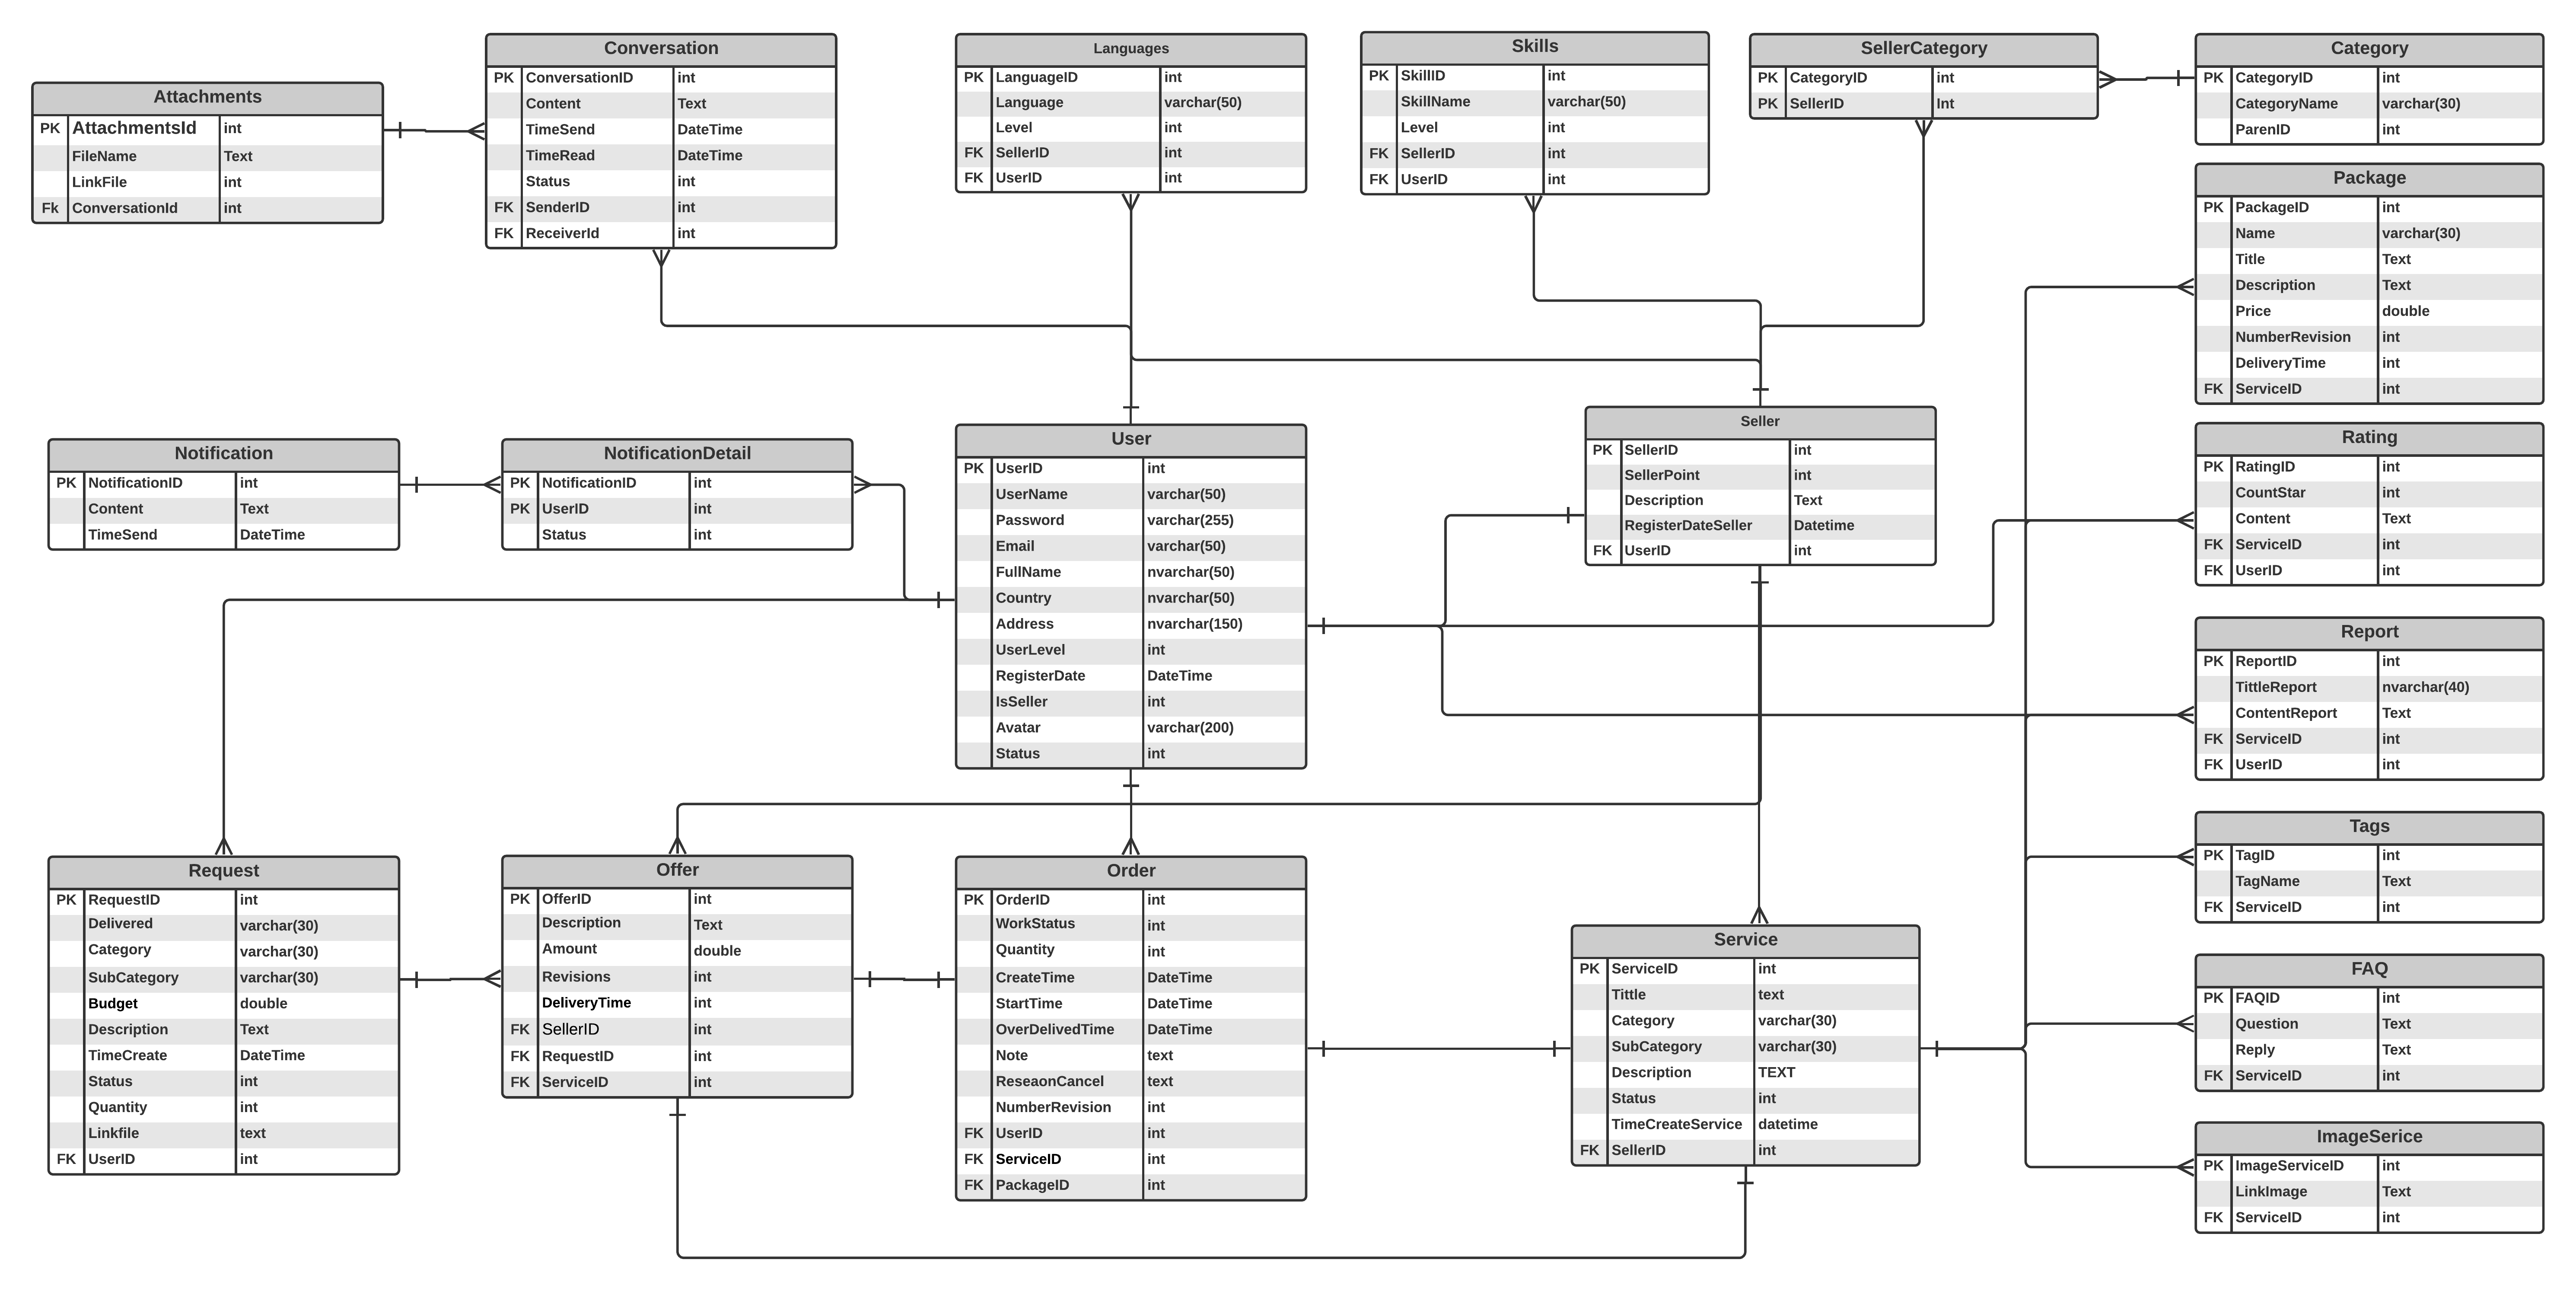 Attachments
PK AttachmentsId int
FileName Text
LinkFile int
Fk ConversationId int
Conversation
PK ConversationID int
Content Text
TimeSend DateTime
TimeRead DateTime
Status int
FK SenderID int
FK ReceiverId int
Languages
PK LanguageID int
Language varchar(50)
Level int
FK SellerID int
FK UserID int
Skills
PK SkillID int
SkillName varchar(50)
Level int
FK SellerID int
FK UserID int
SellerCategory
PK CategoryID int
PK SellerID Int
Category
PK CategoryID int
CategoryName varchar(30)
ParenID int
Package
PK PackageID int
Name varchar(30)
Title Text
Description Text
Price double
NumberRevision int
DeliveryTime int
FK ServiceID int
Notification
PK NotificationID int
Content Text
TimeSend DateTime
NotificationDetail
PK NotificationID int
PK UserID int
Status int
User
PK UserID int
UserName varchar(50)
Password varchar(255)
Email varchar(50)
FullName nvarchar(50)
Country nvarchar(50)
Address nvarchar(150)
UserLevel int
RegisterDate DateTime
IsSeller int
Avatar varchar(200)
Status int
Seller
PK SellerID int
SellerPoint int
Description Text
RegisterDateSeller Datetime
FK UserID int
Rating
PK RatingID int
CountStar int
Content Text
FK ServiceID int
FK UserID int
Report
PK ReportID int
TittleReport nvarchar(40)
ContentReport Text
FK ServiceID int
FK UserID int
Tags
PK TagID int
TagName Text
FK ServiceID int
Request
PK RequestID int
Delivered varchar(30)
Category varchar(30)
SubCategory varchar(30)
Budget double
Description Text
TimeCreate DateTime
Status int
Quantity int
Linkfile text
FK UserID int
Offer
PK OfferID int
Description Text
Amount double
Revisions int
DeliveryTime int
FK SellerID int
FK RequestID int
FK ServiceID int
Order
PK OrderID int
WorkStatus int
Quantity int
CreateTime DateTime
StartTime DateTime
OverDelivedTime DateTime
Note text
ReseaonCancel text
NumberRevision int
FK UserID int
FK ServiceID int
FK PackageID int
Service
PK ServiceID int
Tittle text
Category varchar(30)
SubCategory varchar(30)
Description TEXT
Status int
TimeCreateService datetime
FK SellerID int
FAQ
PK FAQID int
Question Text
Reply Text
FK ServiceID int
ImageSerice
PK ImageServiceID int
LinkImage Text
FK ServiceID int